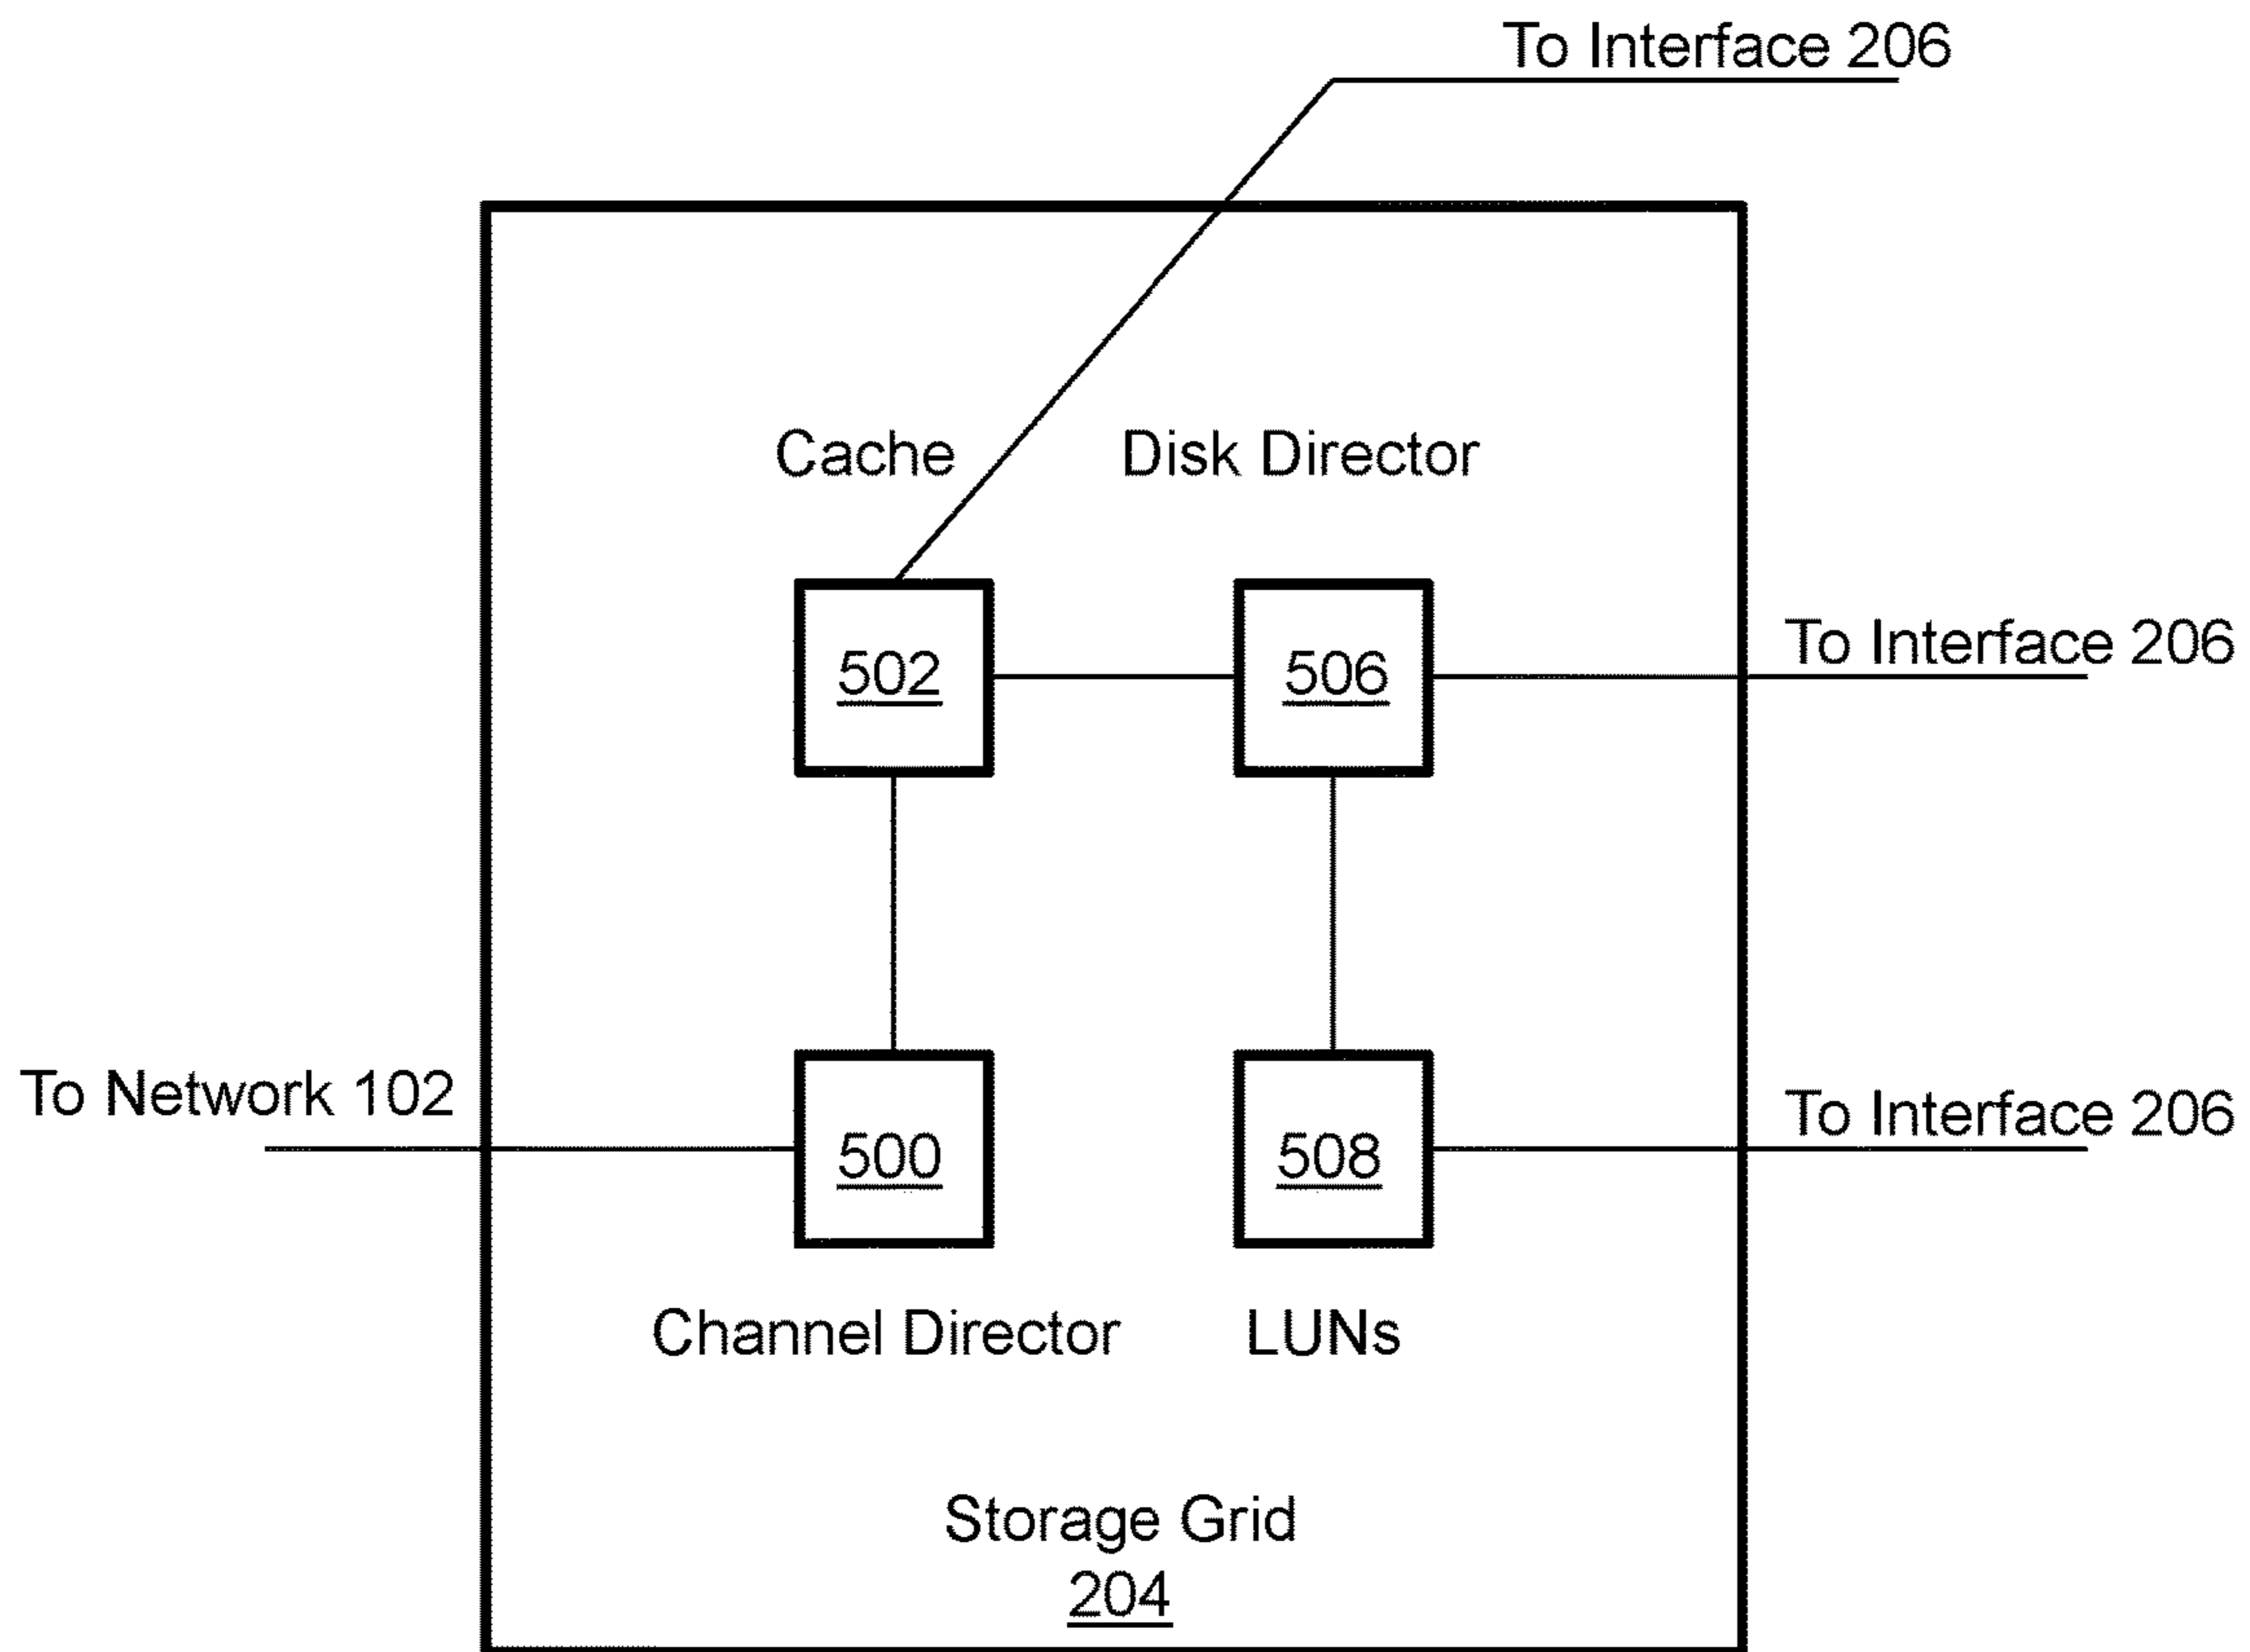 To Interface 206
Cache
Disk Director
502
506
To Interface 206
To Network 102
500
508
To Interface 206
Channel Director
LUNs
Storage Grid
204